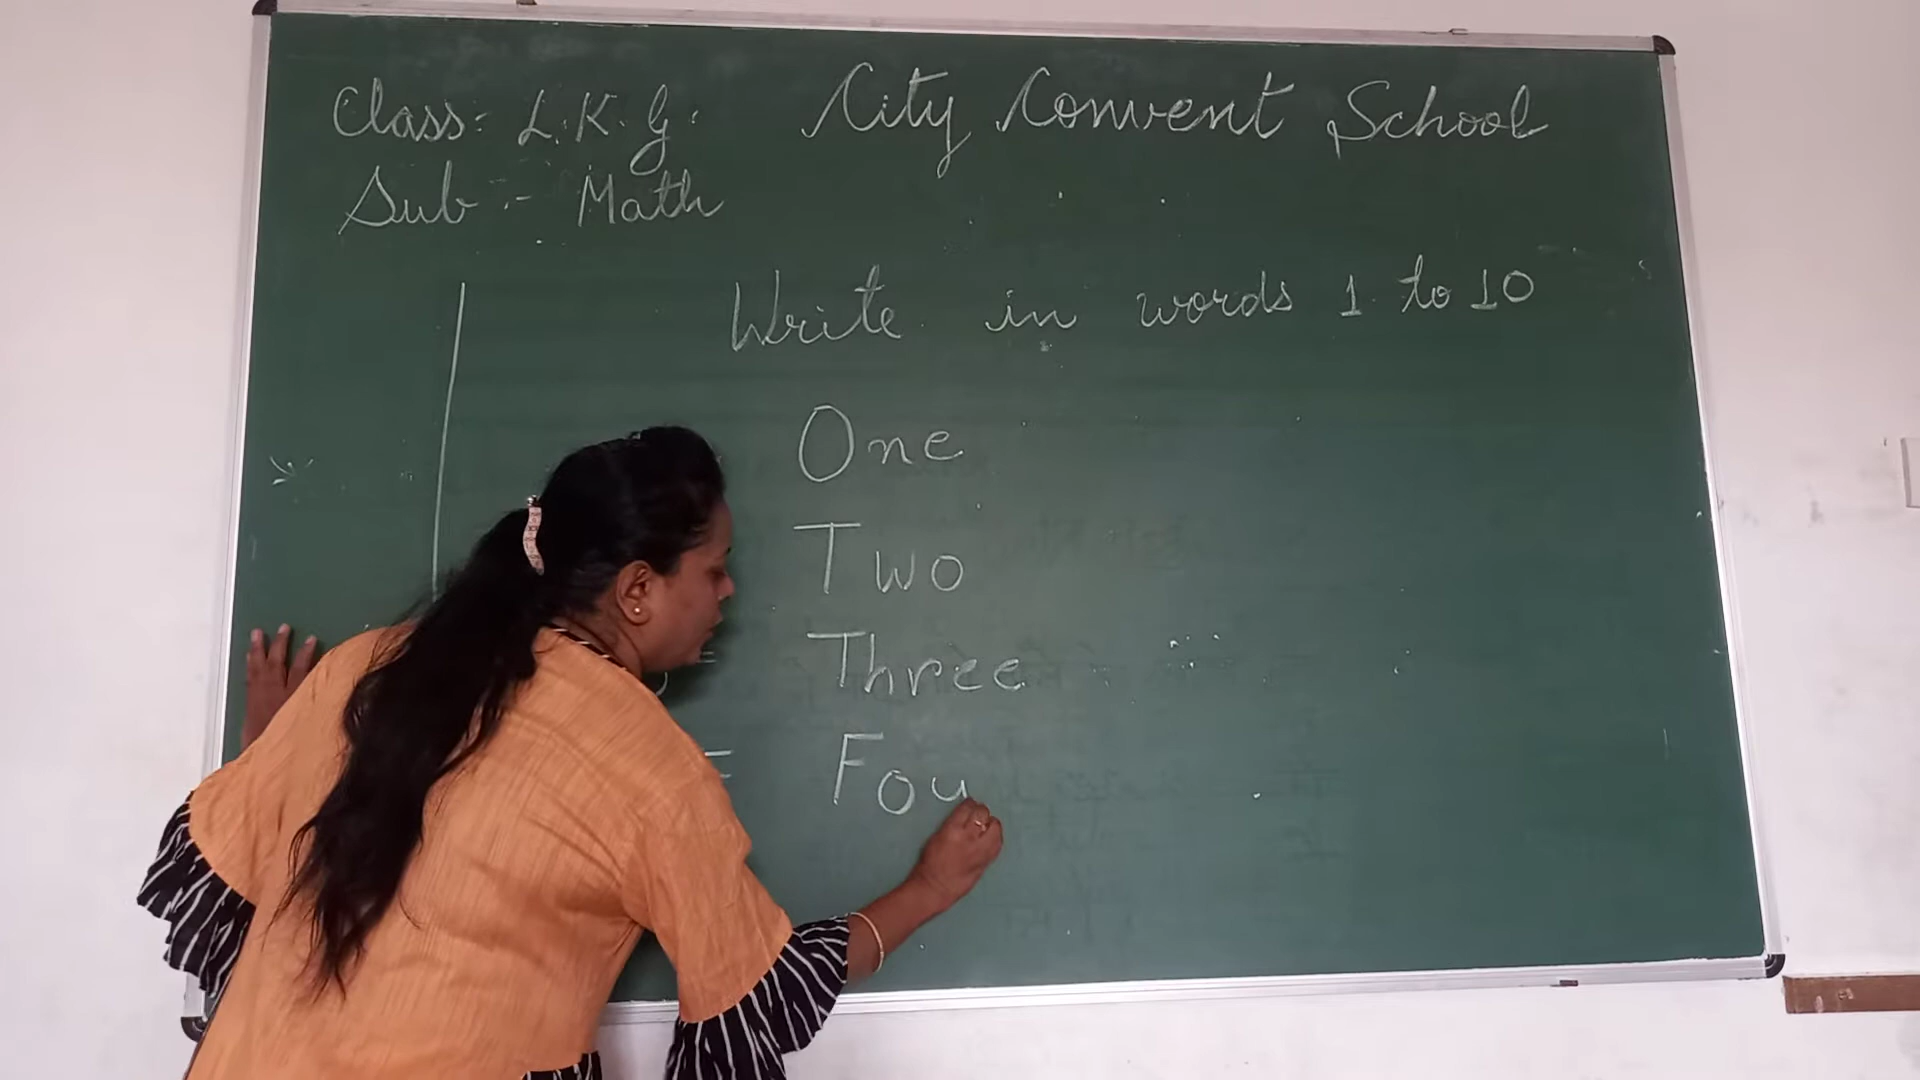 Class:- L.K.G. City Convent School
Sub :- Math
Write in words 1 to 10
One
Two
= Three
= Fou